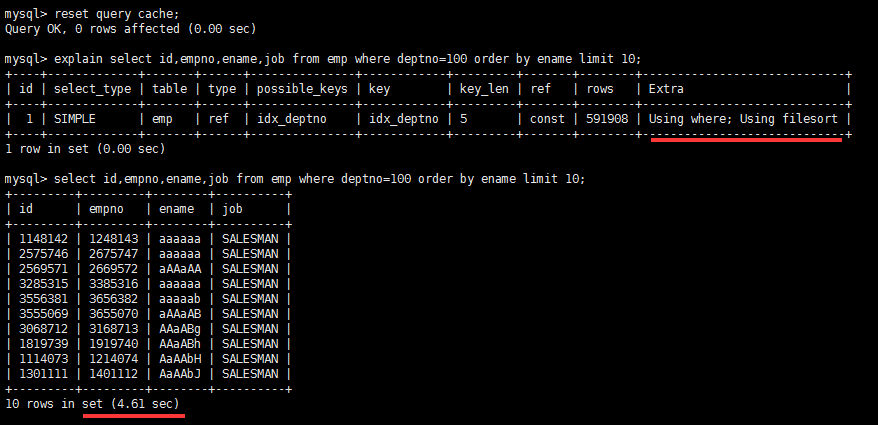 mysql> reset query cache;
Query OK, 0 rows affected (0.00 sec)
mysql> explain select id,empno,ename,job from emp where deptno=100 order by ename limit 10;
+----+-------------+-------+------+---------------+------------+---------+-------+--------+-----------------------------+
| id | select_type | table | type | possible_keys | key        | key_len | ref   | rows   | Extra                       |
+----+-------------+-------+------+---------------+------------+---------+-------+--------+-----------------------------+
|  1 | SIMPLE      | emp   | ref  | idx_deptno    | idx_deptno | 5       | const | 591908 | Using where; Using filesort |
+----+-------------+-------+------+---------------+------------+---------+-------+--------+-----------------------------+
1 row in set (0.00 sec)
mysql> select id,empno,ename,job from emp where deptno=100 order by ename limit 10;
+---------+---------+--------+----------+
| id      | empno   | ename  | job      |
+---------+---------+--------+----------+
| 1148142 | 1248143 | aaaaaa | SALESMAN |
| 2575746 | 2675747 | aaaaaa | SALESMAN |
| 2569571 | 2669572 | aAAaAA | SALESMAN |
| 3285315 | 3385316 | aaaaaa | SALESMAN |
| 3556381 | 3656382 | aaaaab | SALESMAN |
| 3555069 | 3655070 | aAAaAB | SALESMAN |
| 3068712 | 3168713 | AAaABg | SALESMAN |
| 1819739 | 1919740 | AAaABh | SALESMAN |
| 1114073 | 1214074 | AaAAbH | SALESMAN |
| 1301111 | 1401112 | AaAAbJ | SALESMAN |
+---------+---------+--------+----------+
10 rows in set (4.61 sec)